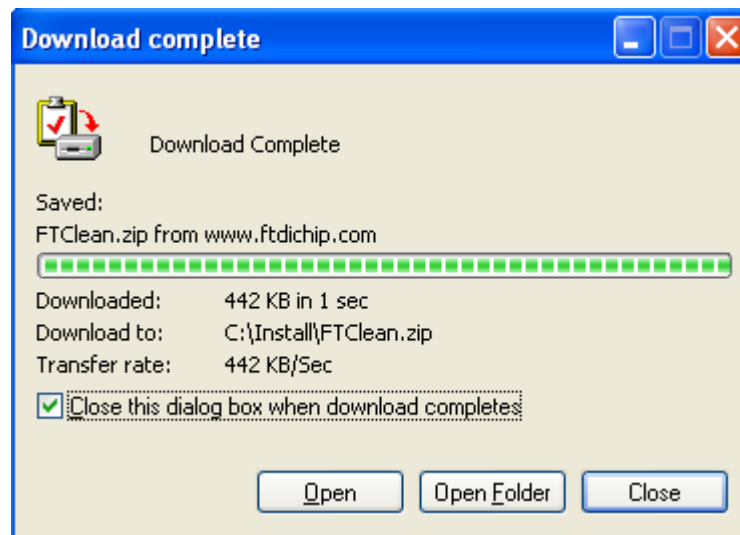 Download complete
Download Complete
Saved:
FTClean.zip from www.ftdichip.com
Downloaded: 442 KB in 1 sec
Download to: C:\Install\FTClean.zip
Transfer rate: 442 KB/Sec
Close this dialog box when download completes
Open Open Folder Close